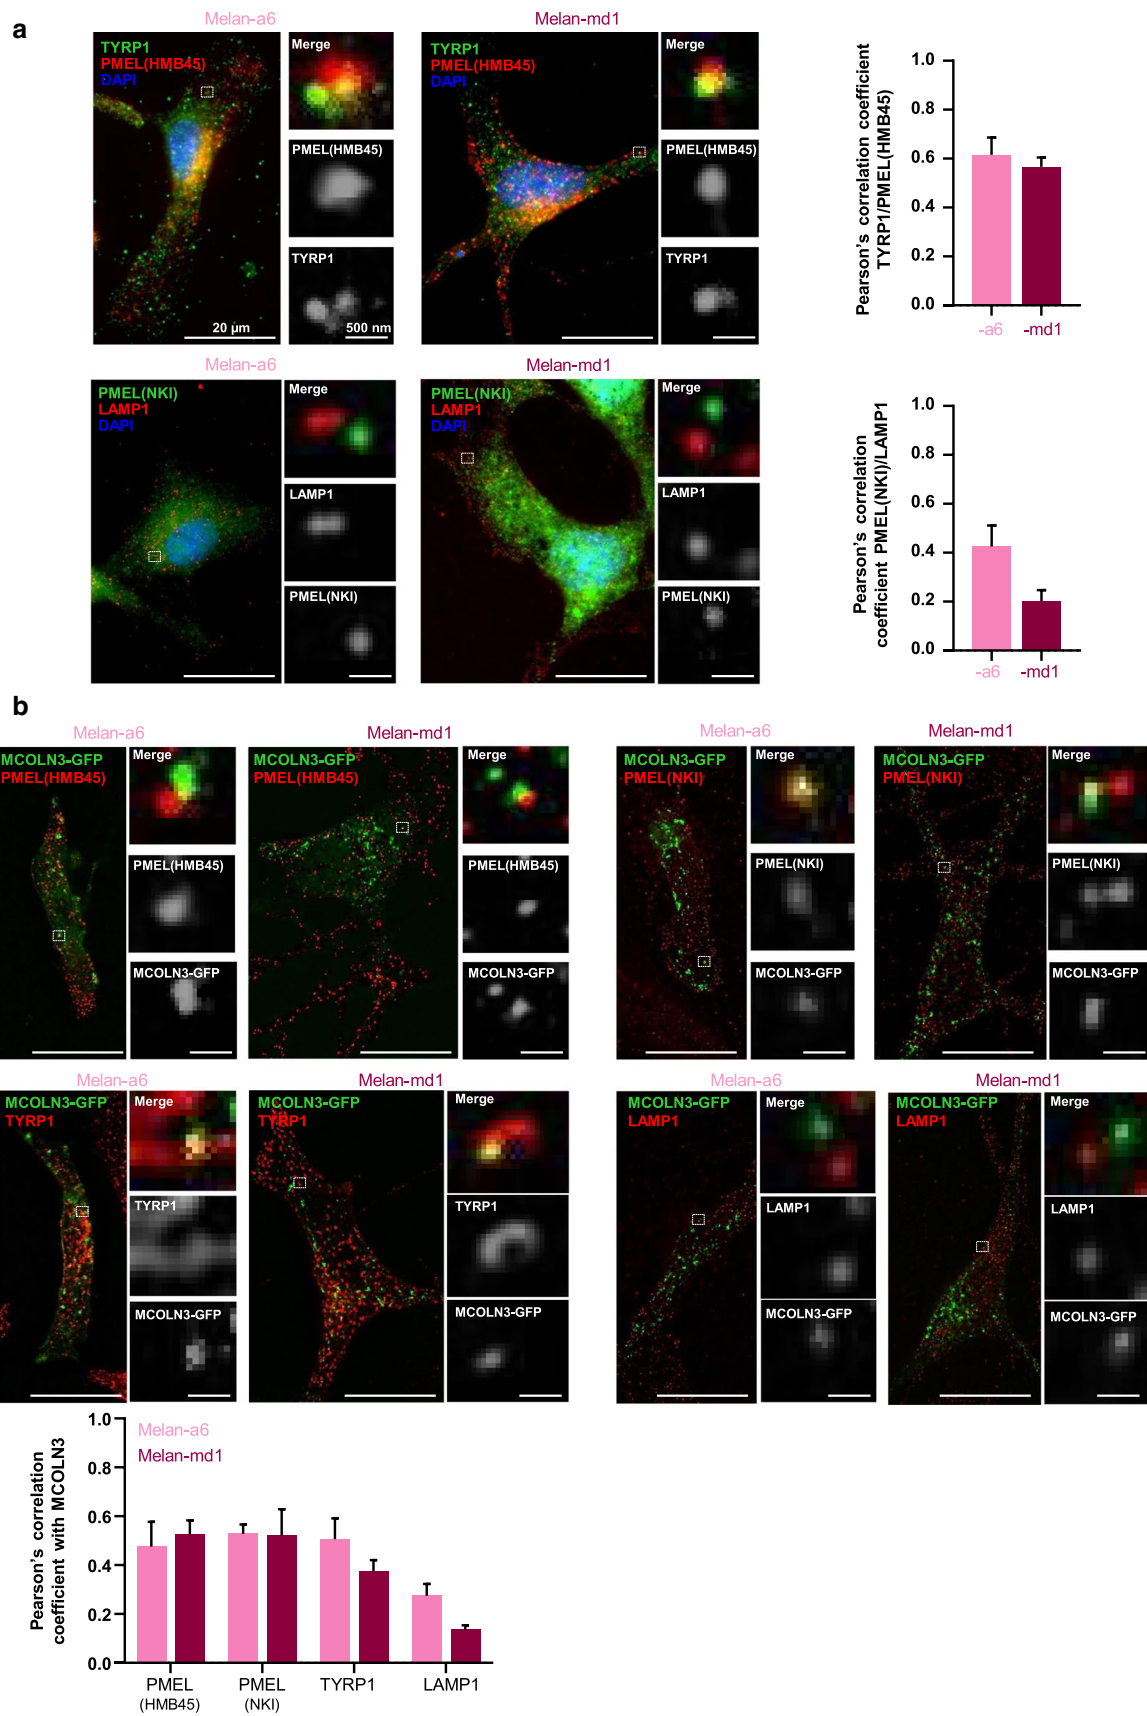 a
Melan-a6
Melan-md1
TYRP1
PMEL(HMB45)
DAPI
Merge
PMEL(HMB45)
TYRP1
20 µm
500 nm
TYRP1
PMEL(HMB45)
DAPI
Merge
PMEL(HMB45)
TYRP1
Pearson's correlation coefficient
TYRP1/PMEL(HMB45)
1.0
0.8
0.6
0.4
0.2
0.0
-a6
-md1
Melan-a6
Melan-md1
PMEL(NKI)
LAMP1
DAPI
Merge
LAMP1
PMEL(NKI)
PMEL(NKI)
LAMP1
DAPI
Merge
LAMP1
PMEL(NKI)
Pearson's correlation
coefficient PMEL(NKI)/LAMP1
1.0
0.8
0.6
0.4
0.2
0.0
-a6
-md1
b
Melan-a6
Melan-md1
Melan-a6
Melan-md1
MCOLN3-GFP
PMEL(HMB45)
Merge
PMEL(HMB45)
MCOLN3-GFP
MCOLN3-GFP
PMEL(HMB45)
Merge
PMEL(HMB45)
MCOLN3-GFP
MCOLN3-GFP
PMEL(NKI)
Merge
PMEL(NKI)
MCOLN3-GFP
MCOLN3-GFP
PMEL(NKI)
Merge
PMEL(NKI)
MCOLN3-GFP
Melan-a6
Melan-md1
Melan-a6
Melan-md1
MCOLN3-GFP
TYRP1
Merge
TYRP1
MCOLN3-GFP
MCOLN3-GFP
TYRP1
Merge
TYRP1
MCOLN3-GFP
MCOLN3-GFP
LAMP1
Merge
LAMP1
MCOLN3-GFP
MCOLN3-GFP
LAMP1
Merge
LAMP1
MCOLN3-GFP
Pearson's correlation
coefficient with MCOLN3
1.0
0.8
0.6
0.4
0.2
0.0
Melan-a6
Melan-md1
PMEL
(HMB45)
PMEL
(NKI)
TYRP1
LAMP1